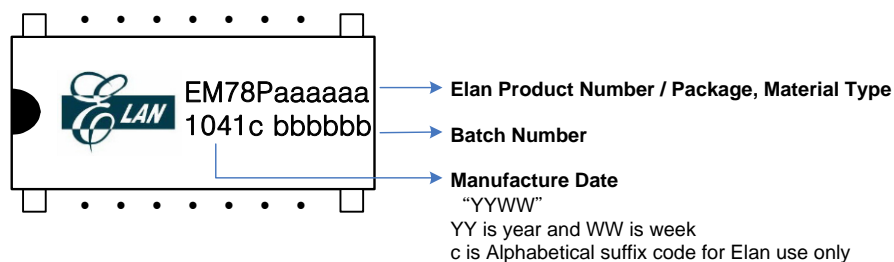 ELAN
EM78Paaaaaa
1041c bbbbbb
Elan Product Number / Package, Material Type
Batch Number
Manufacture Date
“YYWW”
YY is year and WW is week
c is Alphabetical suffix code for Elan use only